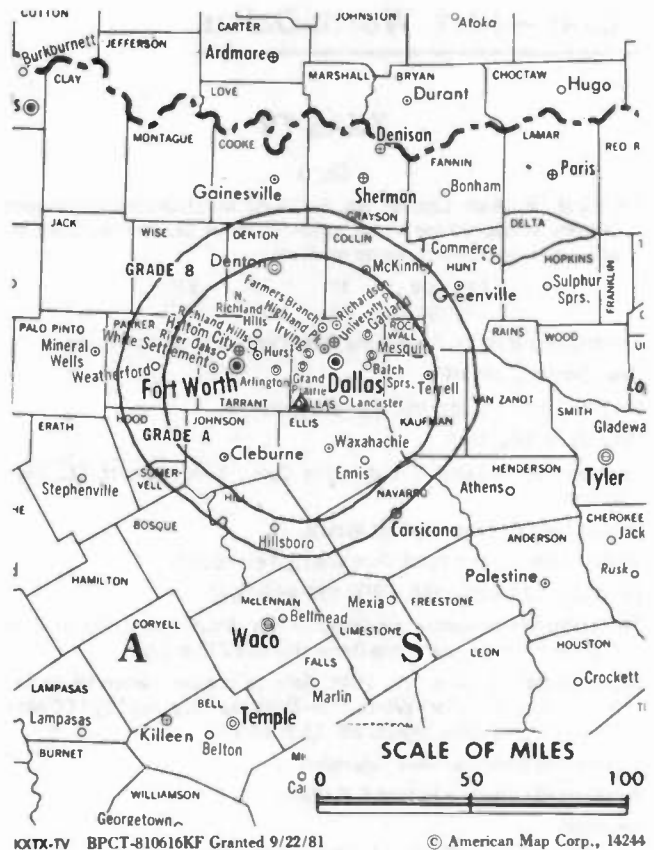 COTTON
JEFFERSON
CARTER
JOHNSTON
Atoka
Burkburnett
Ardmore
CLAY
LOVE
MARSHALL
BRYAN
CHOCTAW
Hugo
S
Durant
MONTAGUE
COOKE
Denison
LAMAR
RED R
FANNIN
Paris
Gainesville
Sherman
Bonham
GRAYSON
JACK
WISE
DENTON
COLLIN
DELTA
GRADE B
Denton
McKinney
Commerce
HUNT
HOPKINS
Greenville
Sulphur
Sprs.
FRANKLIN
Farmers Branch
Richardson
N.
Richland
Hills
Highland Pk.
University Pk.
Garland
Richland Hills
Irving
PALO PINTO
PARKER
Haltom City
ROCK
WALL
RAINS
WOOD
Mineral
Wells
White Settlement
River Oaks
Hurst
Mesquite
Weatherford
Balch
Sprs.
Terrell
Fort Worth
Arlington
Grand
Prairie
Dallas
Lancaster
TARRANT
DALLAS
KAUFMAN
VAN ZANDT
HOOD
JOHNSON
ELLIS
SMITH
ERATH
GRADE A
Gladewa
Waxahachie
Cleburne
Tyler
Ennis
HENDERSON
SOMER-
VELL
Stephenville
HILL
NAVARRO
Athens
CHEROKEE
HE
BOSQUE
Corsicana
ANDERSON
Jack
Hillsboro
Rusk
HAMILTON
Palestine
McLENNAN
Mexia
FREESTONE
CORYELL
Bellmead
A
Waco
LIMESTONE
S
LEON
HOUSTON
FALLS
LAMPASAS
Marlin
Crockett
BELL
Lampasas
Temple
Killeen
Belton
BURNET
SCALE OF MILES
0 50 100
WILLIAMSON
Georgetown
KXTX-TV BPCT-810616KF Granted 9/22/81
© American Map Corp., 14244